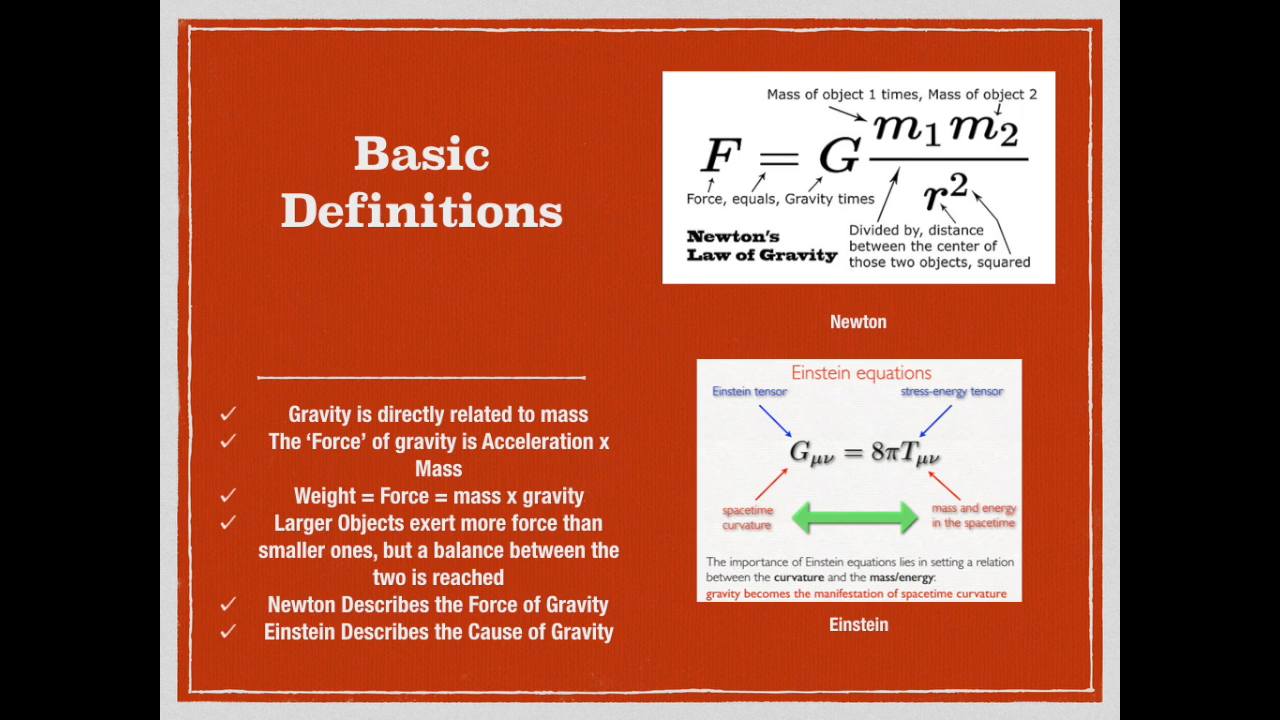 Basic
Definitions
✓ Gravity is directly related to mass
✓ The ‘Force’ of gravity is Acceleration x
Mass
✓ Weight = Force = mass x gravity
✓ Larger Objects exert more force than
smaller ones, but a balance between the
two is reached
✓ Newton Describes the Force of Gravity
✓ Einstein Describes the Cause of Gravity
Mass of object 1 times, Mass of object 2
F = G m₁ m₂ / r²
Force, equals, Gravity times
Newton's
Law of Gravity
Divided by, distance
between the center of
those two objects, squared
Newton
Einstein equations
Einstein tensor
stress-energy tensor
Gμν = 8πTμν
spacetime
curvature
mass and energy
in the spacetime
The importance of Einstein equations lies in setting a relation
between the curvature and the mass/energy:
gravity becomes the manifestation of spacetime curvature
Einstein